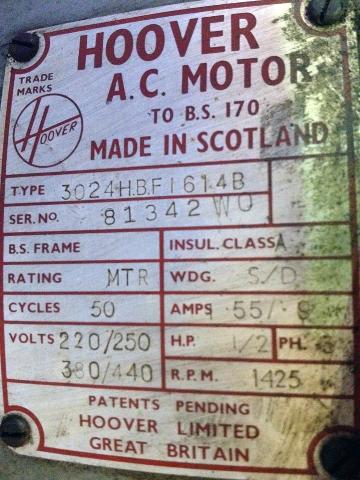 HOOVER
TRADE
MARKS
Hoover
A.C. MOTOR
TO B.S. 170
MADE IN SCOTLAND
TYPE 3024H.B.F1614B
SER. NO. 81342 WO
B.S. FRAME INSUL. CLASS A
RATING MTR WDG. S/D
CYCLES 50 AMPS
VOLTS 220/250 H.P. 1/2 PH. 3
380/440 R.P.M. 1425
PATENTS PENDING
HOOVER LIMITED
GREAT BRITAIN